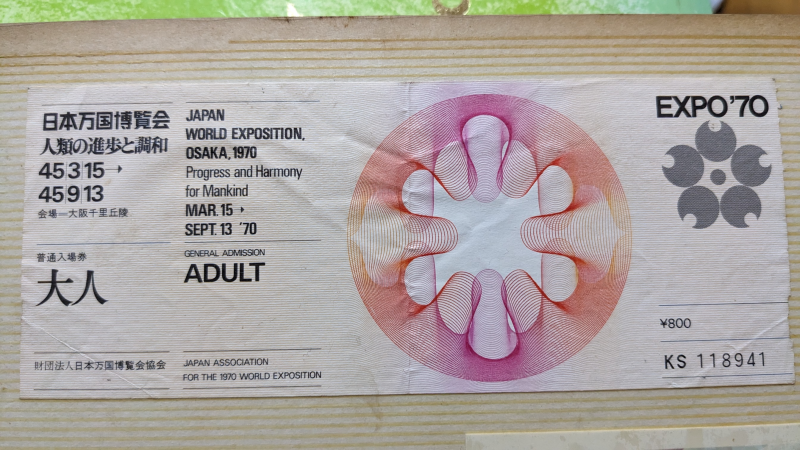 日本万国博覧会
人類の進歩と調和
45|3|15→
45|9|13
会場ー大阪千里丘陵
普通入場券
大人
財団法人日本万国博覧会協会
JAPAN
WORLD EXPOSITION,
OSAKA, 1970
Progress and Harmony
for Mankind
MAR. 15 →
SEPT. 13 '70
GENERAL ADMISSION
ADULT
JAPAN ASSOCIATION
FOR THE 1970 WORLD EXPOSITION
EXPO'70
¥800
KS 118941